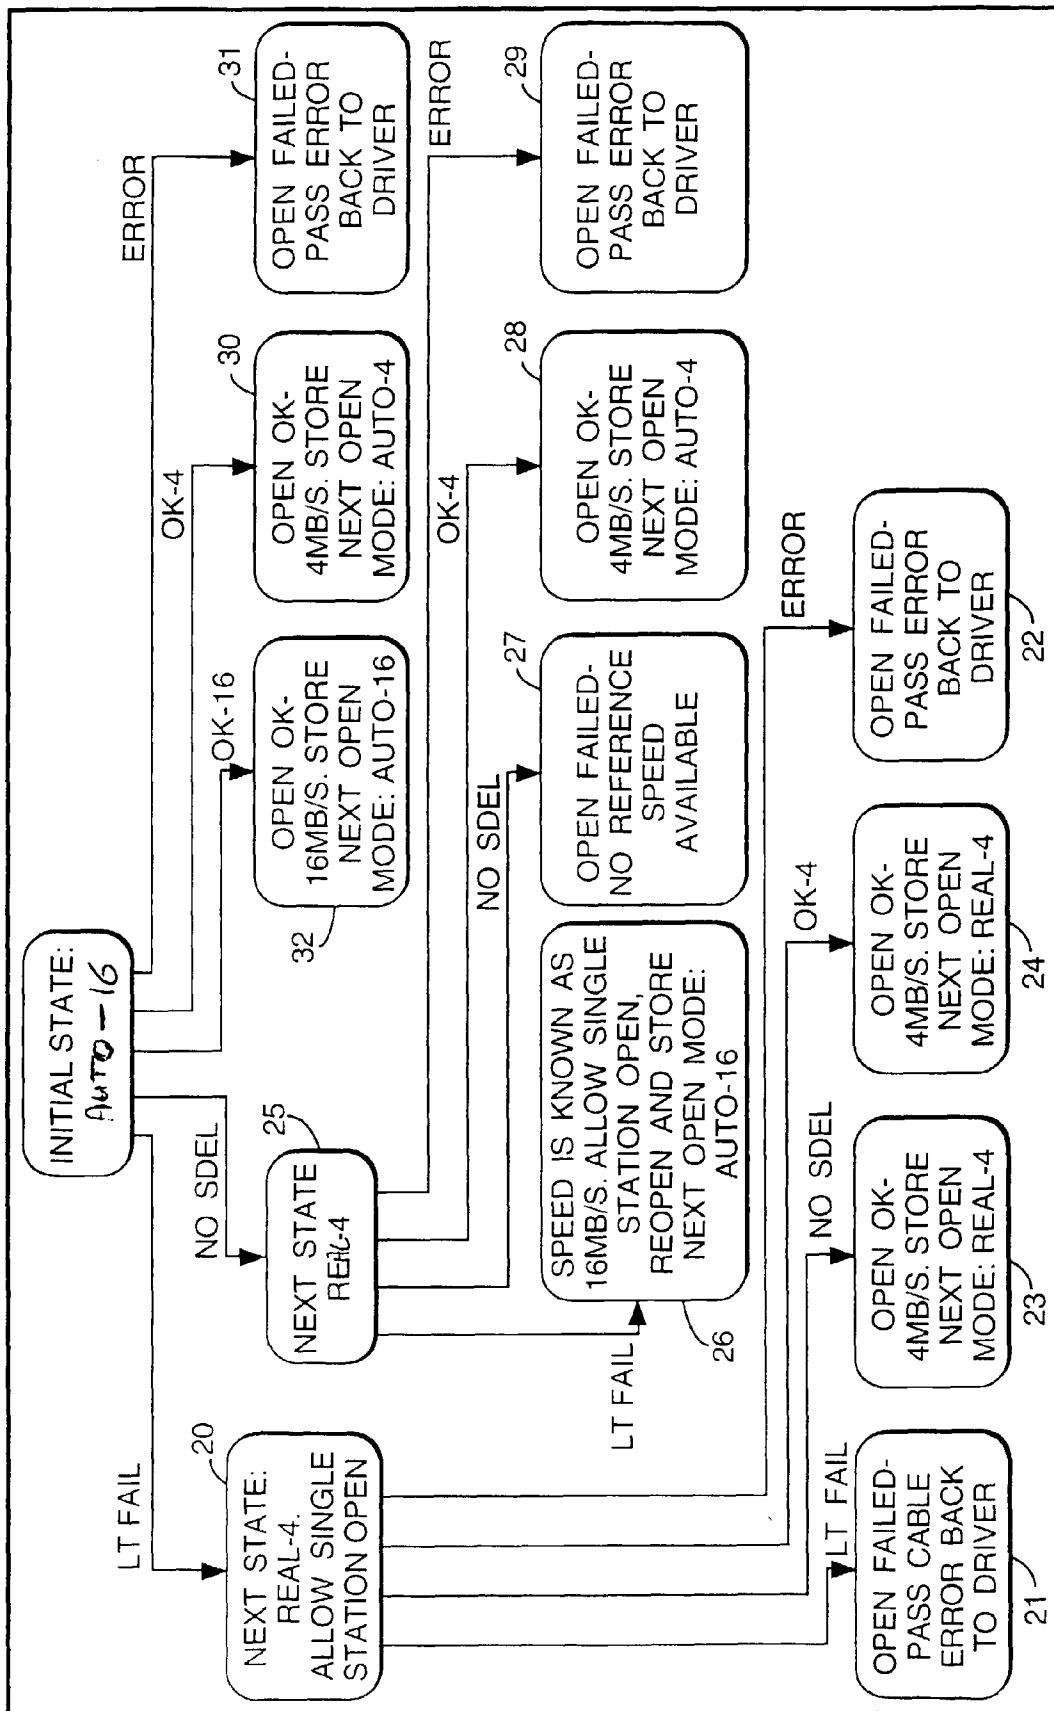 INITIAL STATE:
AUTO-16
LT FAIL
NO SDEL
OK-16
OK-4
ERROR
20
NEXT STATE:
REAL-4.
ALLOW SINGLE
STATION OPEN
25
NEXT STATE
REAL-4
32
OPEN OK-
16MB/S. STORE
NEXT OPEN
MODE: AUTO-16
30
OPEN OK-
4MB/S. STORE
NEXT OPEN
MODE: AUTO-4
31
OPEN FAILED-
PASS ERROR
BACK TO
DRIVER
LT FAIL
NO SDEL
OK-4
ERROR
26
SPEED IS KNOWN AS
16MB/S. ALLOW SINGLE
STATION OPEN,
REOPEN AND STORE
NEXT OPEN MODE:
AUTO-16
27
OPEN FAILED-
NO REFERENCE
SPEED
AVAILABLE
28
OPEN OK-
4MB/S. STORE
NEXT OPEN
MODE: AUTO-4
29
OPEN FAILED-
PASS ERROR
BACK TO
DRIVER
LT FAIL
NO SDEL
OK-4
ERROR
OPEN FAILED-
PASS CABLE
ERROR BACK
TO DRIVER
21
OPEN OK-
4MB/S. STORE
NEXT OPEN
MODE: REAL-4
23
OPEN OK-
4MB/S. STORE
NEXT OPEN
MODE: REAL-4
24
OPEN FAILED-
PASS ERROR
BACK TO
DRIVER
22